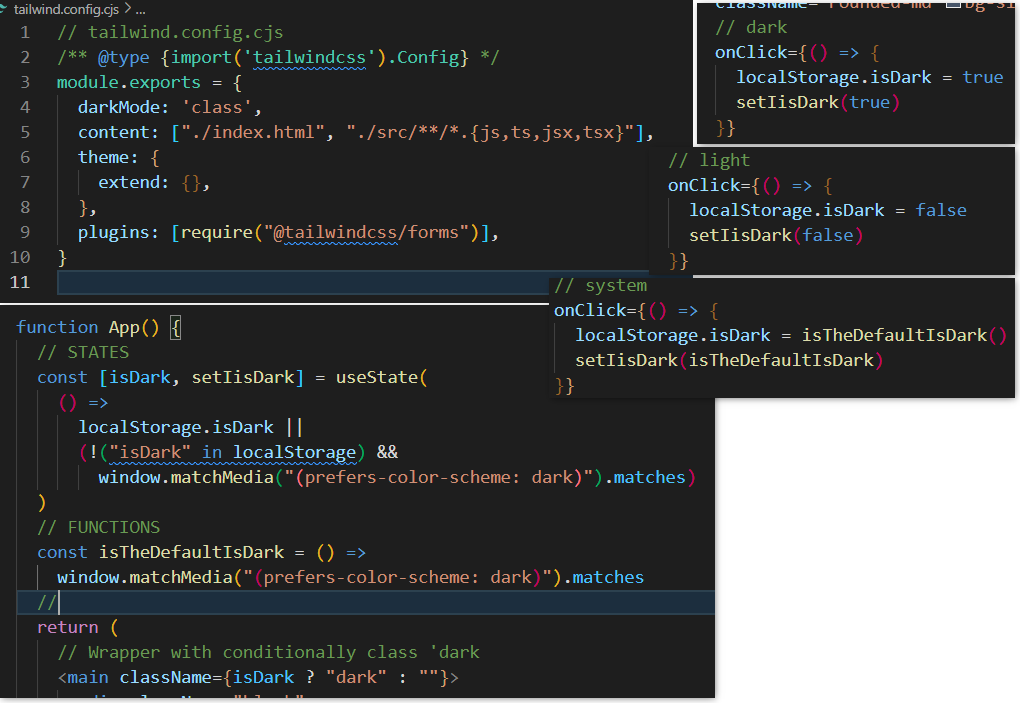 tailwind.config.cjs > ...
1 // tailwind.config.cjs
2 /** @type {import('tailwindcss').Config} */
3 module.exports = {
4 darkMode: 'class',
5 content: ["./index.html", "./src/**/*.{js,ts,jsx,tsx}"],
6 theme: {
7 extend: {},
8 },
9 plugins: [require("@tailwindcss/forms")],
10 }
11
// dark
onClick={() => {
localStorage.isDark = true
setIisDark(true)
}}
// light
onClick={() => {
localStorage.isDark = false
setIisDark(false)
}}
// system
onClick={() => {
localStorage.isDark = isTheDefaultIsDark()
setIisDark(isTheDefaultIsDark)
}}
function App() {
// STATES
const [isDark, setIisDark] = useState(
() =>
localStorage.isDark ||
(!("isDark" in localStorage) &&
window.matchMedia("(prefers-color-scheme: dark)").matches)
)
// FUNCTIONS
const isTheDefaultIsDark = () =>
window.matchMedia("(prefers-color-scheme: dark)").matches
//
return (
// Wrapper with conditionally class 'dark
<main className={isDark ? "dark" : ""}>